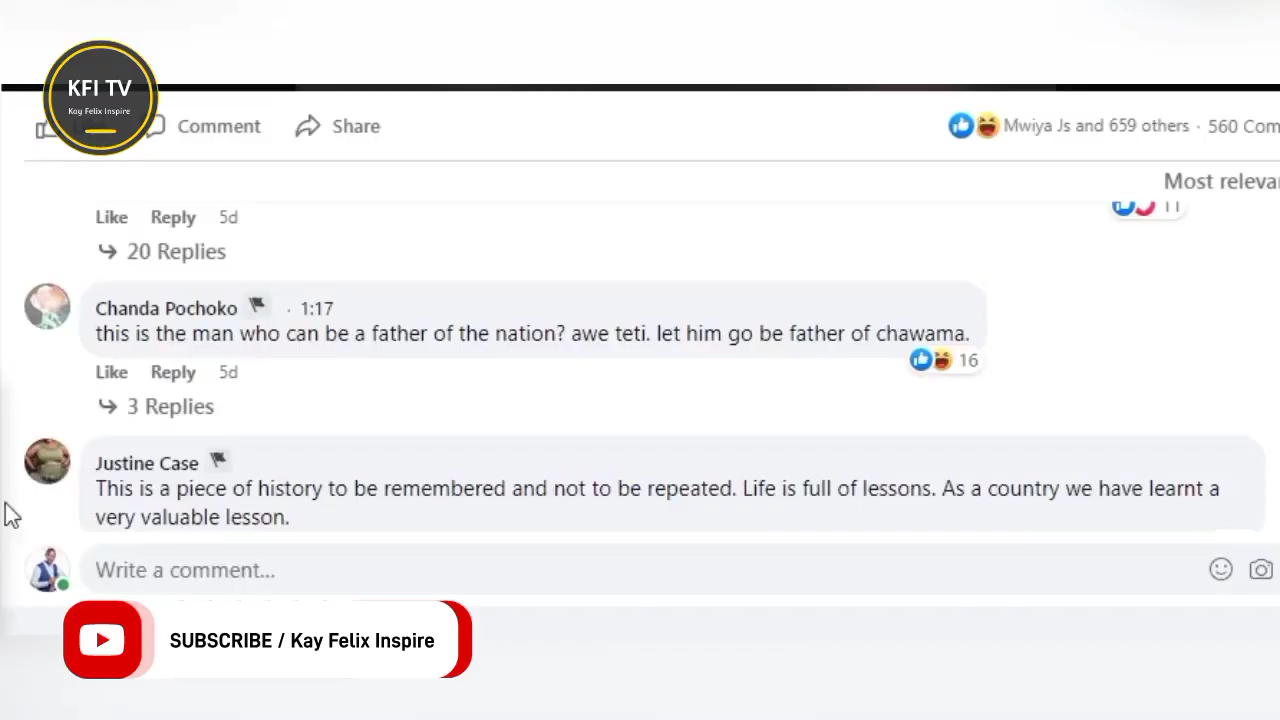 KFI TV
Kay Felix Inspire
Comment
Share
Mwiya Js and 659 others · 560 Com
Most releva
Like Reply 5d
11
20 Replies
Chanda Pochoko · 1:17
this is the man who can be a father of the nation? awe teti. let him go be father of chawama.
16
Like Reply 5d
3 Replies
Justine Case
This is a piece of history to be remembered and not to be repeated. Life is full of lessons. As a country we have learnt a
very valuable lesson.
Write a comment...
SUBSCRIBE / Kay Felix Inspire